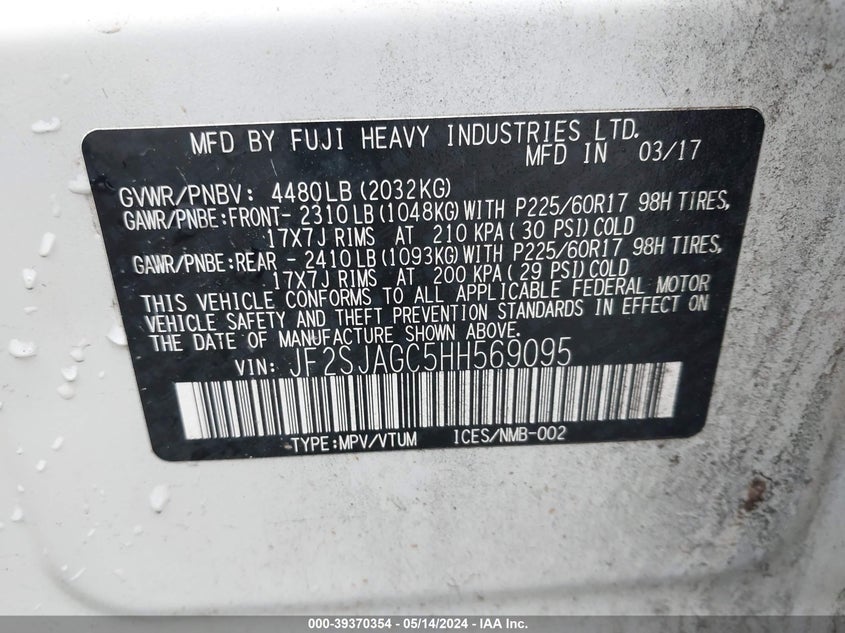 MFD BY FUJI HEAVY INDUSTRIES LTD.
MFD IN 03/17
GVWR/PNBV: 4480LB(2032KG)
GAWR/PNBE:FRONT- 2310LB(1048KG)WITH P225/60R17 98H TIRES,
17X7J RIMS AT 210 KPA( 30 PSI)COLD
GAWR/PNBE:REAR - 2410LB(1093KG)WITH P225/60R17 98H TIRES,
17X7J RIMS AT 200 KPA( 29 PSI)COLD
THIS VEHICLE CONFORMS TO ALL APPLICABLE FEDERAL MOTOR
VEHICLE SAFETY AND THEFT PREVENTION STANDARDS IN EFFECT ON
THE DATE OF MANUFACTURE SHOWN ABOVE.
VIN: JF2SJAGC5HH569095
TYPE:MPV/VTUM ICES/NMB-002
000-39370354 - 05/14/2024 - IAA Inc.